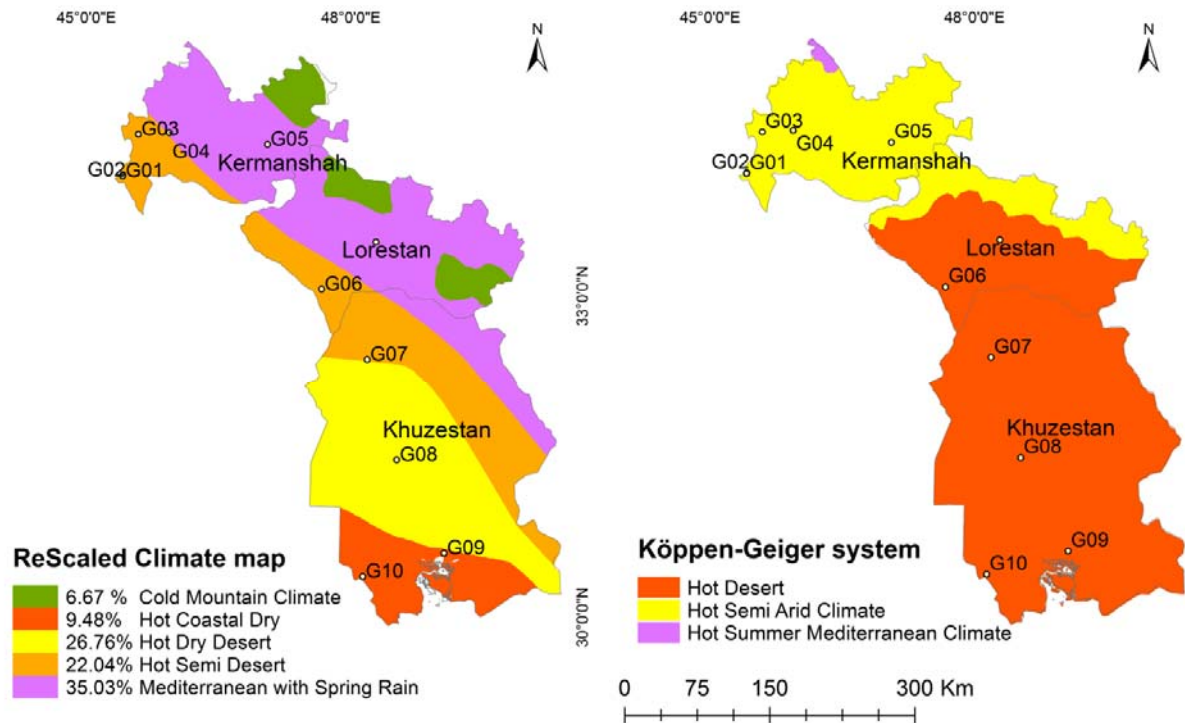 45°0'0"E
48°0'0"E
N
G03
G04
G05
Kermanshah
G02 G01
Lorestan
G06
G07
Khuzestan
G08
G09
G10
33°0'0"N
30°0'0"N
ReScaled Climate map
6.67 % Cold Mountain Climate
9.48% Hot Coastal Dry
26.76% Hot Dry Desert
22.04% Hot Semi Desert
35.03% Mediterranean with Spring Rain
45°0'0"E
48°0'0"E
N
G03
G04
G05
Kermanshah
G02 G01
Lorestan
G06
G07
Khuzestan
G08
G09
G10
Köppen-Geiger system
Hot Desert
Hot Semi Arid Climate
Hot Summer Mediterranean Climate
0 75 150 300 Km